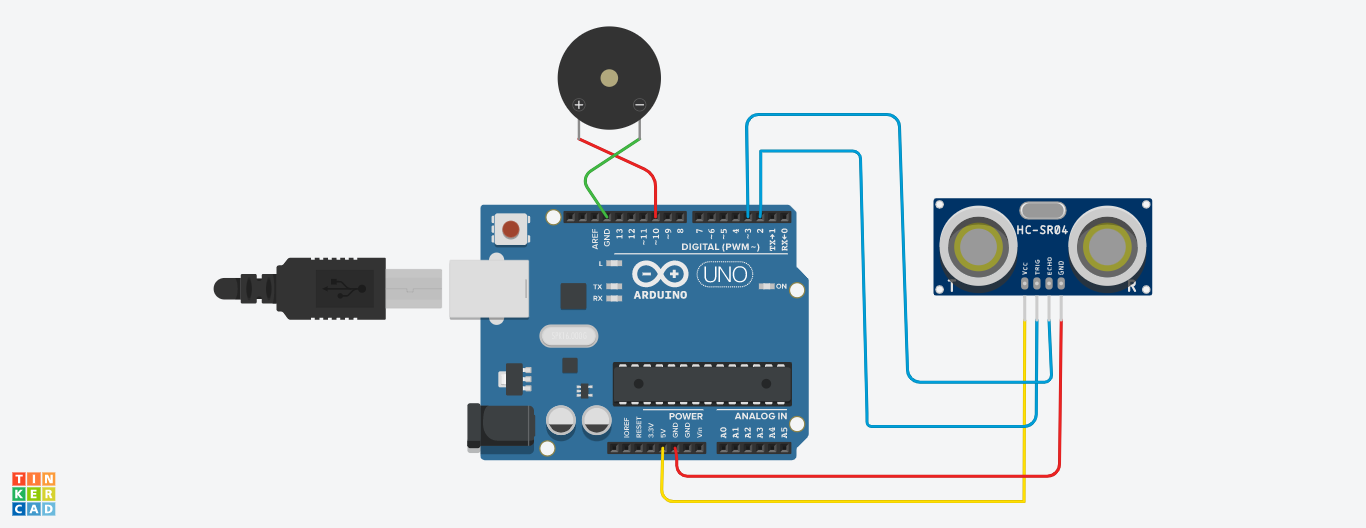 + −
AREF
GND
13
12
~11
~10
~9
8
7
~6
~5
4
~3
2
TX→1
RX←0
DIGITAL (PWM~)
L
TX
RX
ARDUINO
UNO
ON
HC-SR04
VCC
TRIG
ECHO
GND
T
R
POWER
ANALOG IN
IOREF
RESET
3.3V
5V
GND
GND
Vin
A0
A1
A2
A3
A4
A5
TIN
KER
CAD